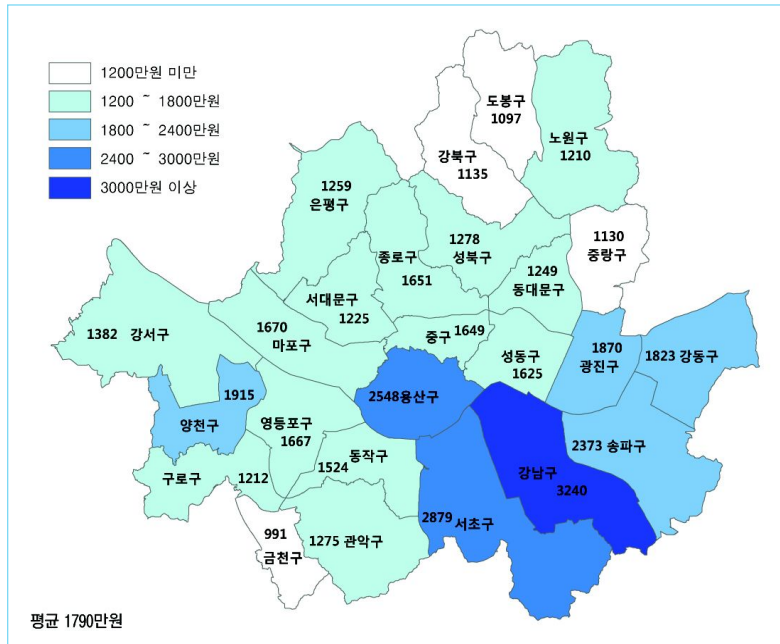 1200만원 미만
1200 ~ 1800만원
1800 ~ 2400만원
2400 ~ 3000만원
3000만원 이상
도봉구
1097
노원구
1210
강북구
1135
1259
은평구
종로구
1651
1278
성북구
1130
중랑구
1249
동대문구
서대문구
1225
1382 강서구
1670
마포구
중구 1649
성동구
1625
1870
광진구
1823 강동구
1915
양천구
2548용산구
영등포구
1667
2373 송파구
동작구
1524
구로구
1212
강남구
3240
2879 서초구
991
금천구
1275 관악구
평균 1790만원